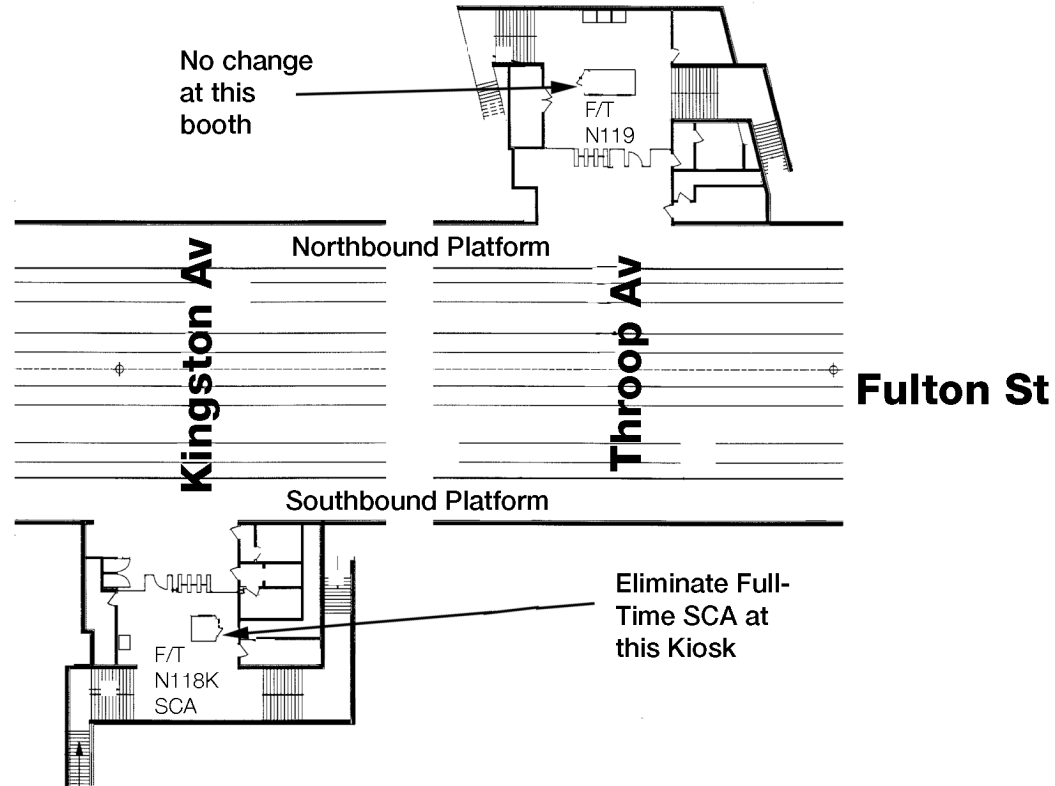 No change
at this
booth
F/T
N119
Northbound Platform
Kingston Av
Throop Av
Fulton St
Southbound Platform
Eliminate Full-
Time SCA at
this Kiosk
F/T
N118K
SCA